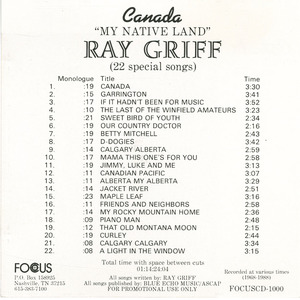 Canada
"MY NATIVE LAND"
RAY GRIFF
(22 special songs)
Monologue Title Time
1. :19 CANADA 3:30
2. :15 GARRINGTON 3:41
3. :17 IF IT HADN'T BEEN FOR MUSIC 3:52
4. :10 THE LAST OF THE WINFIELD AMATEURS 3:27
5. :21 SWEET BIRD OF YOUTH 2:34
6. :19 OUR COUNTRY DOCTOR 2:16
7. :19 BETTY MITCHELL 2:43
8. :17 D-DOGIES 2:42
9. :14 CALGARY ALBERTA 2:59
10. :17 MAMA THIS ONE'S FOR YOU 2:51
11. :18 JIMMY, LUKE AND ME 3:13
12. :11 CANADIAN PACIFIC 3:07
13. :11 ALBERTA MY ALBERTA 3:29
14. :14 JACKET RIVER 2:51
15. :23 MAPLE LEAF 3:16
16. :11 FRIENDS AND NEIGHBORS 2:58
17. :14 MY ROCKY MOUNTAIN HOME 2:39
18. :09 PIANO MAN 2:58
19. :12 THAT OLD MONTANA MOON 2:55
20. :19 CURLEY 2:44
21. :08 CALGARY CALGARY 3:34
22. :08 A LIGHT IN THE WINDOW 3:15
Total time with space between cuts
01:14:24:04
FOCUS
P.O. Box 158925
Nashville, TN 37215
615-383-7100
All songs written by: RAY GRIFF
All songs published by: BLUE ECHO MUSIC/ASCAP
FOR PROMOTIONAL USE ONLY
Recorded at various times
(1968-1988)
FOCUSCD-1000